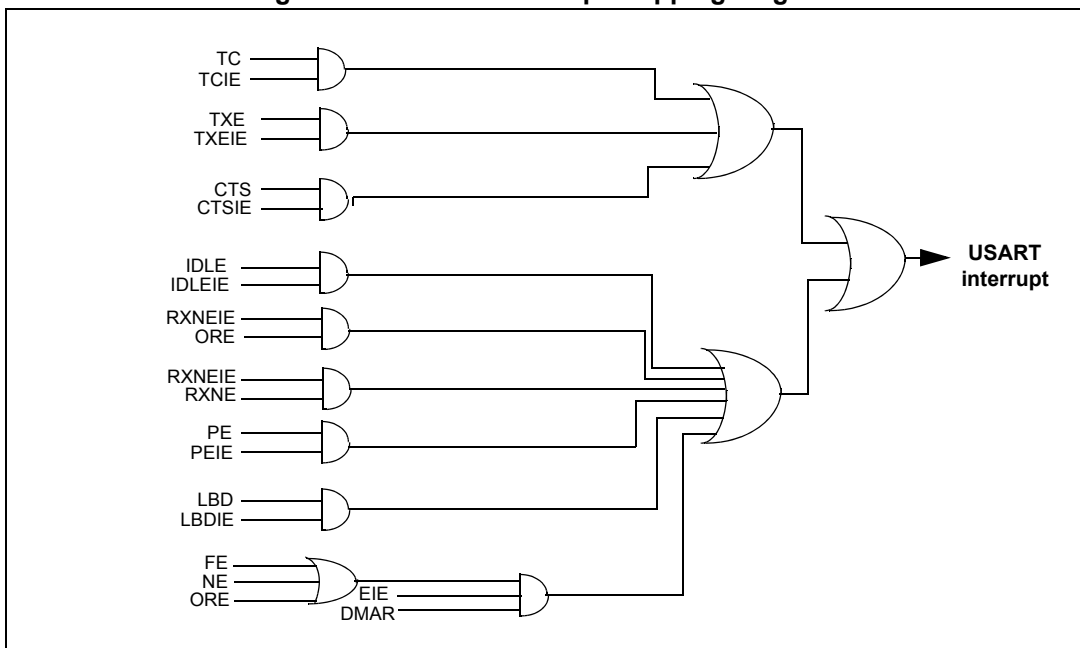 TC
TCIE
TXE
TXEIE
CTS
CTSIE
IDLE
IDLEIE
RXNEIE
ORE
RXNEIE
RXNE
PE
PEIE
LBD
LBDIE
FE
NE
ORE
EIE
DMAR
USART
interrupt